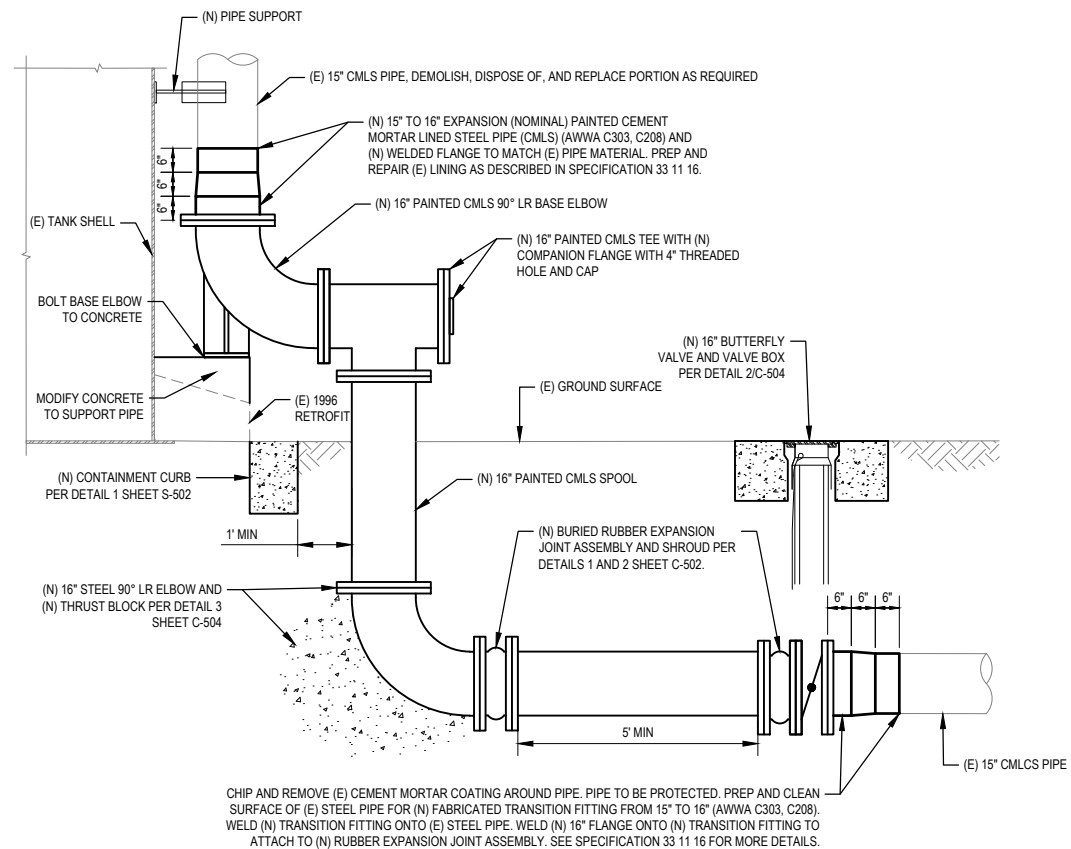 (N) PIPE SUPPORT
(E) 15" CMLS PIPE, DEMOLISH, DISPOSE OF, AND REPLACE PORTION AS REQUIRED
(N) 15" TO 16" EXPANSION (NOMINAL) PAINTED CEMENT
MORTAR LINED STEEL PIPE (CMLS) (AWWA C303, C208) AND
(N) WELDED FLANGE TO MATCH (E) PIPE MATERIAL. PREP AND
REPAIR (E) LINING AS DESCRIBED IN SPECIFICATION 33 11 16.
6"
6"
6"
(N) 16" PAINTED CMLS 90° LR BASE ELBOW
(E) TANK SHELL
(N) 16" PAINTED CMLS TEE WITH (N)
COMPANION FLANGE WITH 4" THREADED
HOLE AND CAP
BOLT BASE ELBOW
TO CONCRETE
(N) 16" BUTTERFLY
VALVE AND VALVE BOX
PER DETAIL 2/C-504
(E) GROUND SURFACE
MODIFY CONCRETE
TO SUPPORT PIPE
(E) 1996
RETROFIT
(N) CONTAINMENT CURB
PER DETAIL 1 SHEET S-502
(N) 16" PAINTED CMLS SPOOL
1' MIN
(N) BURIED RUBBER EXPANSION
JOINT ASSEMBLY AND SHROUD PER
DETAILS 1 AND 2 SHEET C-502.
(N) 16" STEEL 90° LR ELBOW AND
(N) THRUST BLOCK PER DETAIL 3
SHEET C-504
6" 6" 6"
5' MIN
(E) 15" CMLCS PIPE
CHIP AND REMOVE (E) CEMENT MORTAR COATING AROUND PIPE. PIPE TO BE PROTECTED. PREP AND CLEAN
SURFACE OF (E) STEEL PIPE FOR (N) FABRICATED TRANSITION FITTING FROM 15" TO 16" (AWWA C303, C208).
WELD (N) TRANSITION FITTING ONTO (E) STEEL PIPE. WELD (N) 16" FLANGE ONTO (N) TRANSITION FITTING TO
ATTACH TO (N) RUBBER EXPANSION JOINT ASSEMBLY. SEE SPECIFICATION 33 11 16 FOR MORE DETAILS.